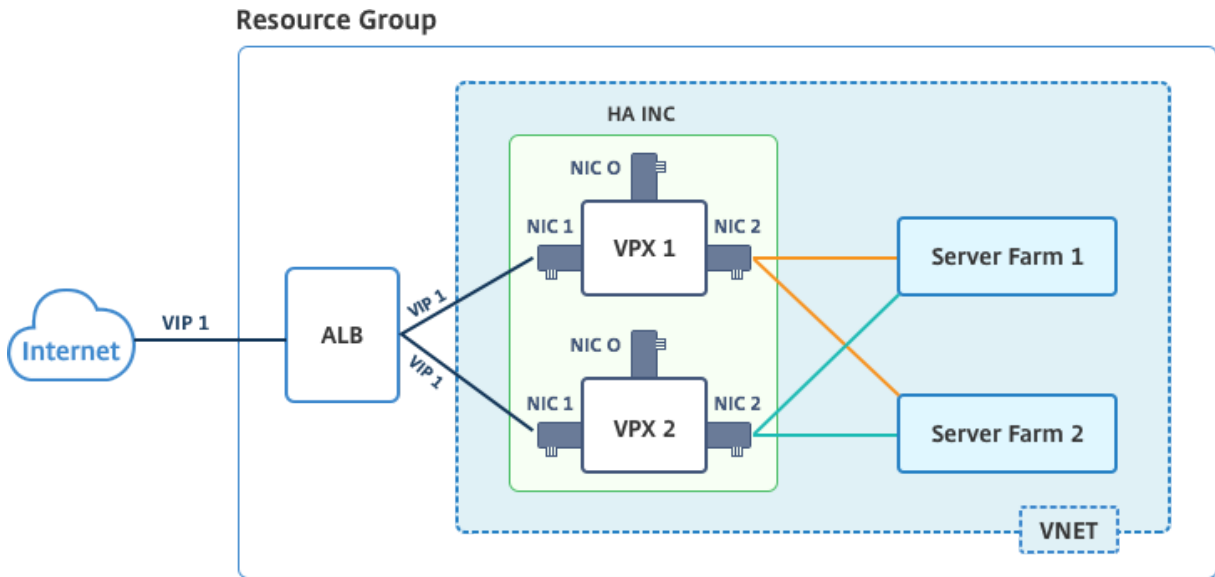 Resource Group
HA INC
NIC O
NIC 1
VPX 1
NIC 2
Server Farm 1
VIP 1
VIP 1
ALB
Internet
VIP 1
NIC O
NIC 1
VPX 2
NIC 2
Server Farm 2
VNET